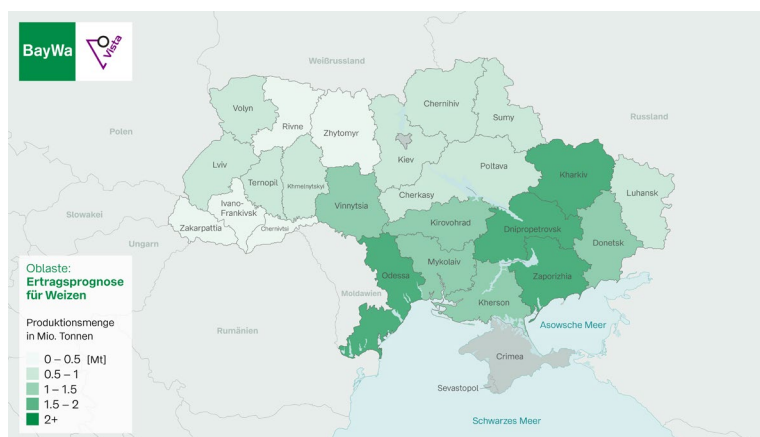 BayWa
Vista
Weißrussland
Russland
Polen
Slowakei
Ungarn
Rumänien
Moldawien
Volyn
Rivne
Zhytomyr
Chernihiv
Sumy
Kiev
Lviv
Ternopil
Khmelnytskyi
Poltava
Kharkiv
Luhansk
Cherkasy
Ivano-
Frankivsk
Zakarpattia
Vinnytsia
Kirovohrad
Dnipropetrovsk
Donetsk
Odessa
Mykolaiv
Zaporizhia
Kherson
Asowsche Meer
Crimea
Sevastopol
Schwarzes Meer
Oblaste:
Ertragsprognose
für Weizen
Produktionsmenge
in Mio. Tonnen
0 – 0.5 [Mt]
0.5 – 1
1 – 1.5
1.5 – 2
2+